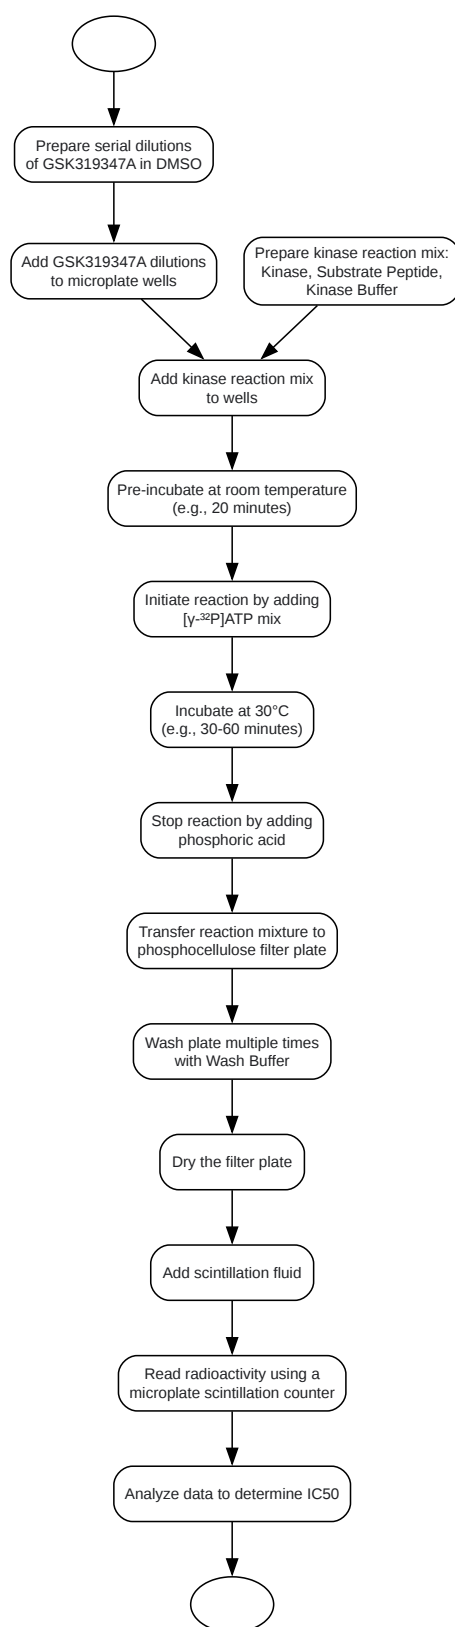 Prepare serial dilutions
of GSK319347A in DMSO
Add GSK319347A dilutions
to microplate wells
Prepare kinase reaction mix:
Kinase, Substrate Peptide,
Kinase Buffer
Add kinase reaction mix
to wells
Pre-incubate at room temperature
(e.g., 20 minutes)
Initiate reaction by adding
[γ-³²P]ATP mix
Incubate at 30°C
(e.g., 30-60 minutes)
Stop reaction by adding
phosphoric acid
Transfer reaction mixture to
phosphocellulose filter plate
Wash plate multiple times
with Wash Buffer
Dry the filter plate
Add scintillation fluid
Read radioactivity using a
microplate scintillation counter
Analyze data to determine IC50